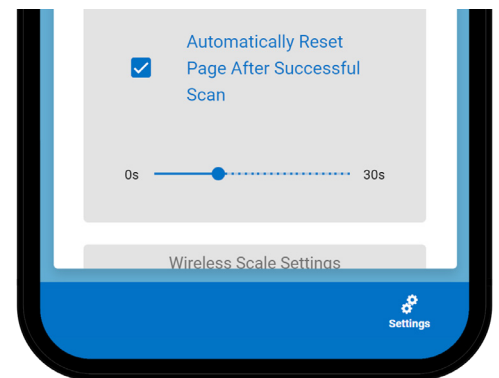 Automatically Reset
Page After Successful
Scan
0s 30s
Wireless Scale Settings
Settings